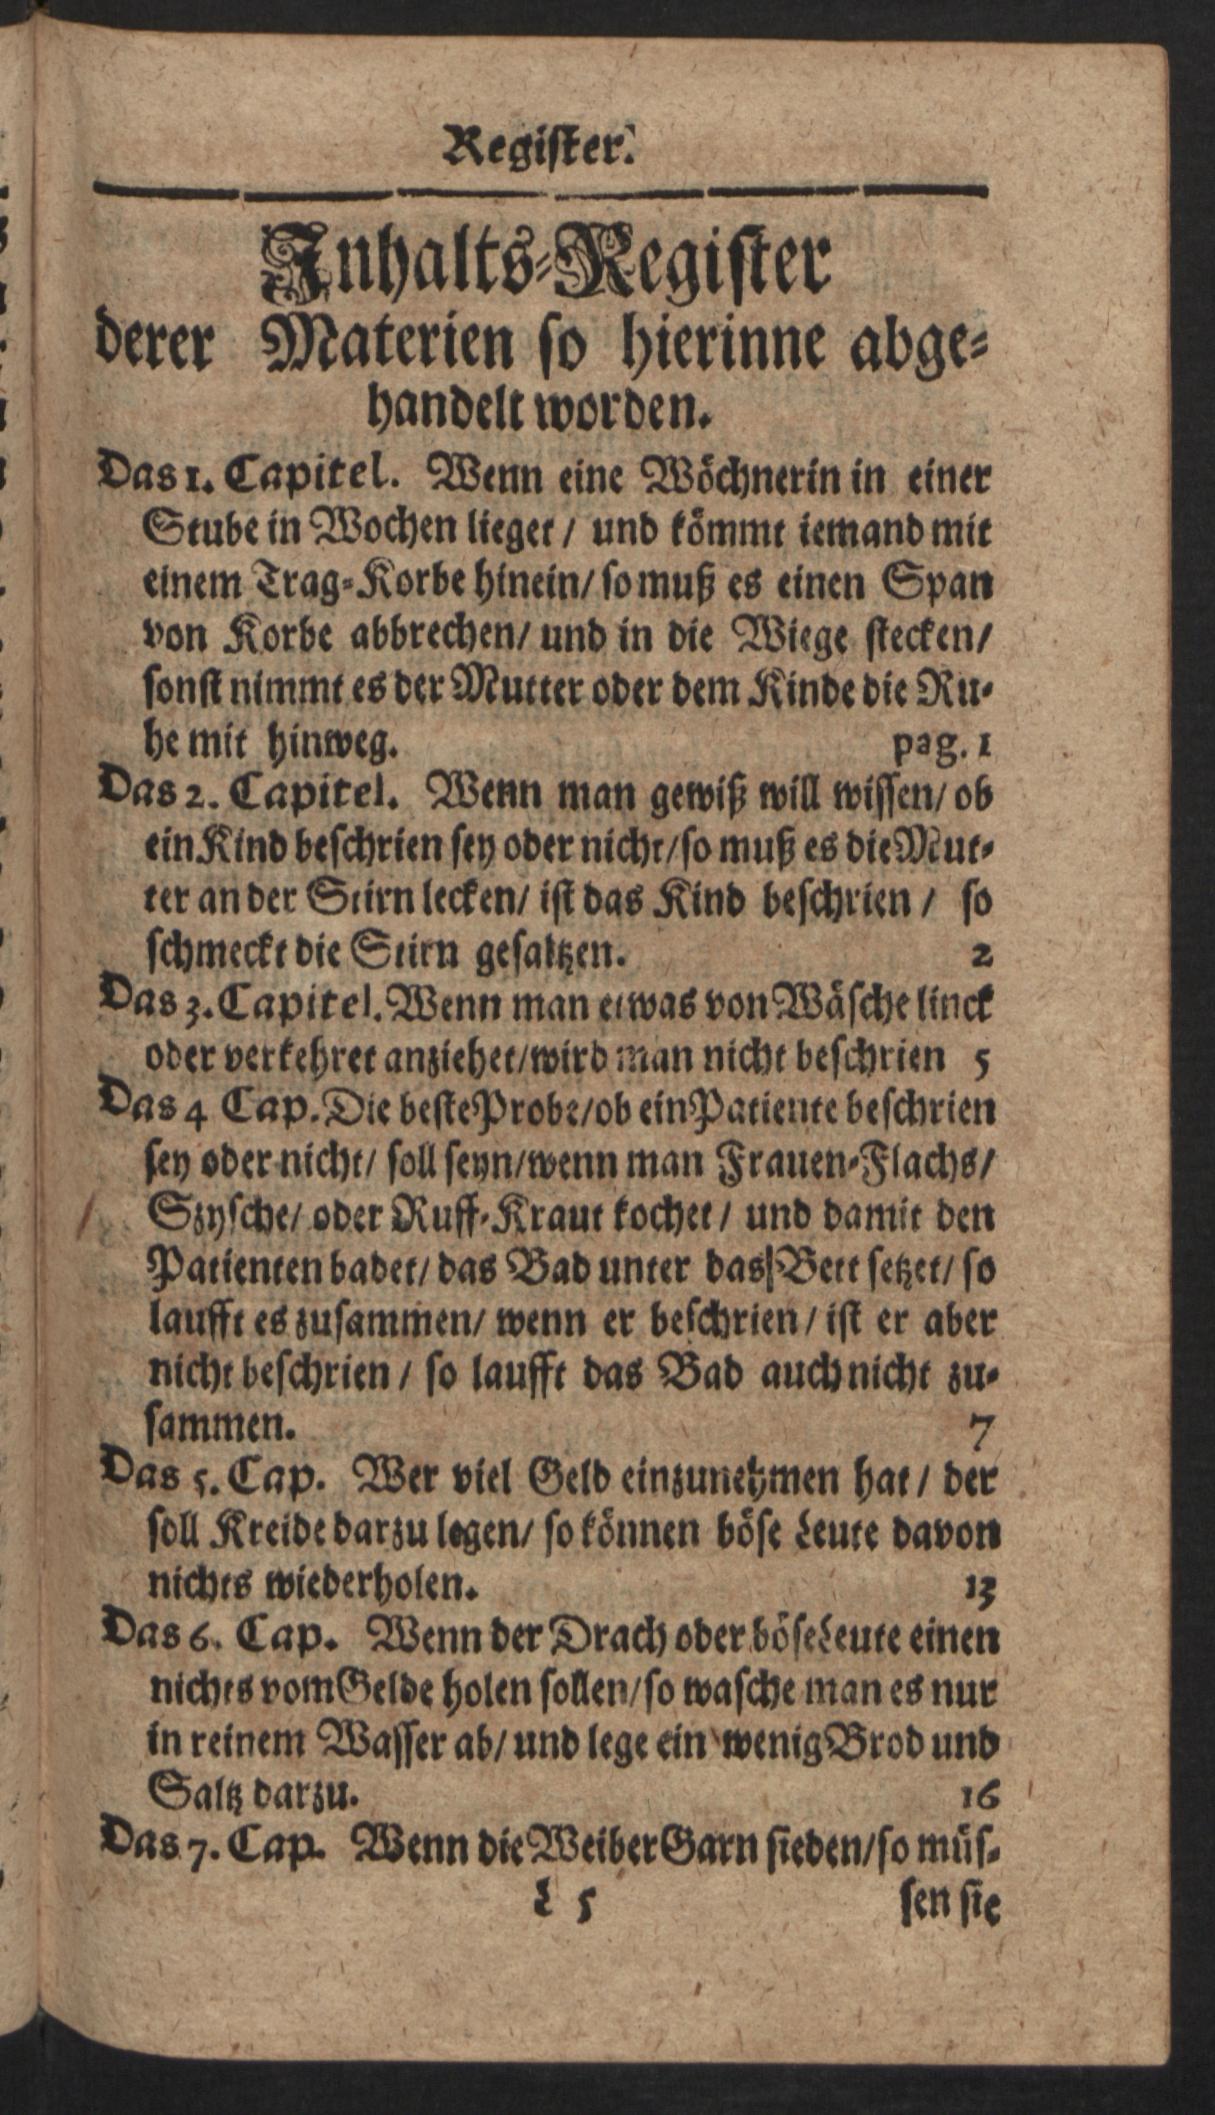 Register.
Inhalts-Register
derer Materien so hierinne abge-
handelt worden.
Das 1. Capitel. Wenn eine Wöchnerin in einer
Stube in Wochen lieget / und kömmt iemand mit
einem Trag-Korbe hinein / so muß es einen Span
von Korbe abbrechen / und in die Wiege stecken /
sonst nimmt es der Mutter oder dem Kinde die Ru-
he mit hinweg. pag. 1
Das 2. Capitel. Wenn man gewiß will wissen / ob
ein Kind beschrien sey oder nicht / so muß es die Mut-
ter an der Stirn lecken / ist das Kind beschrien / so
schmeckt die Stirn gesaltzen. 2
Das 3. Capitel. Wenn man etwas von Wäsche linck
oder verkehret anziehet / wird man nicht beschrien 5
Das 4 Cap. Die beste Probe / ob ein Patiente beschrien
sey oder nicht / soll seyn / wenn man Frauen-Flachs /
Szysche / oder Ruff-Kraut kochet / und damit den
Patienten badet / das Bad unter das Bett setzet / so
laufft es zusammen / wenn er beschrien / ist er aber
nicht beschrien / so laufft das Bad auch nicht zu-
sammen. 7
Das 5. Cap. Wer viel Geld einzunehmen hat / der
soll Kreide darzu legen / so können böse Leute davon
nichts wiederholen. 13
Das 6. Cap. Wenn der Drach oder böse Leute einen
nichts vom Gelde holen sollen / so wasche man es nur
in reinem Wasser ab / und lege ein wenig Brod und
Saltz darzu. 16
Das 7. Cap. Wenn die Weiber Garn sieden / so müs-
L 5 sen sie